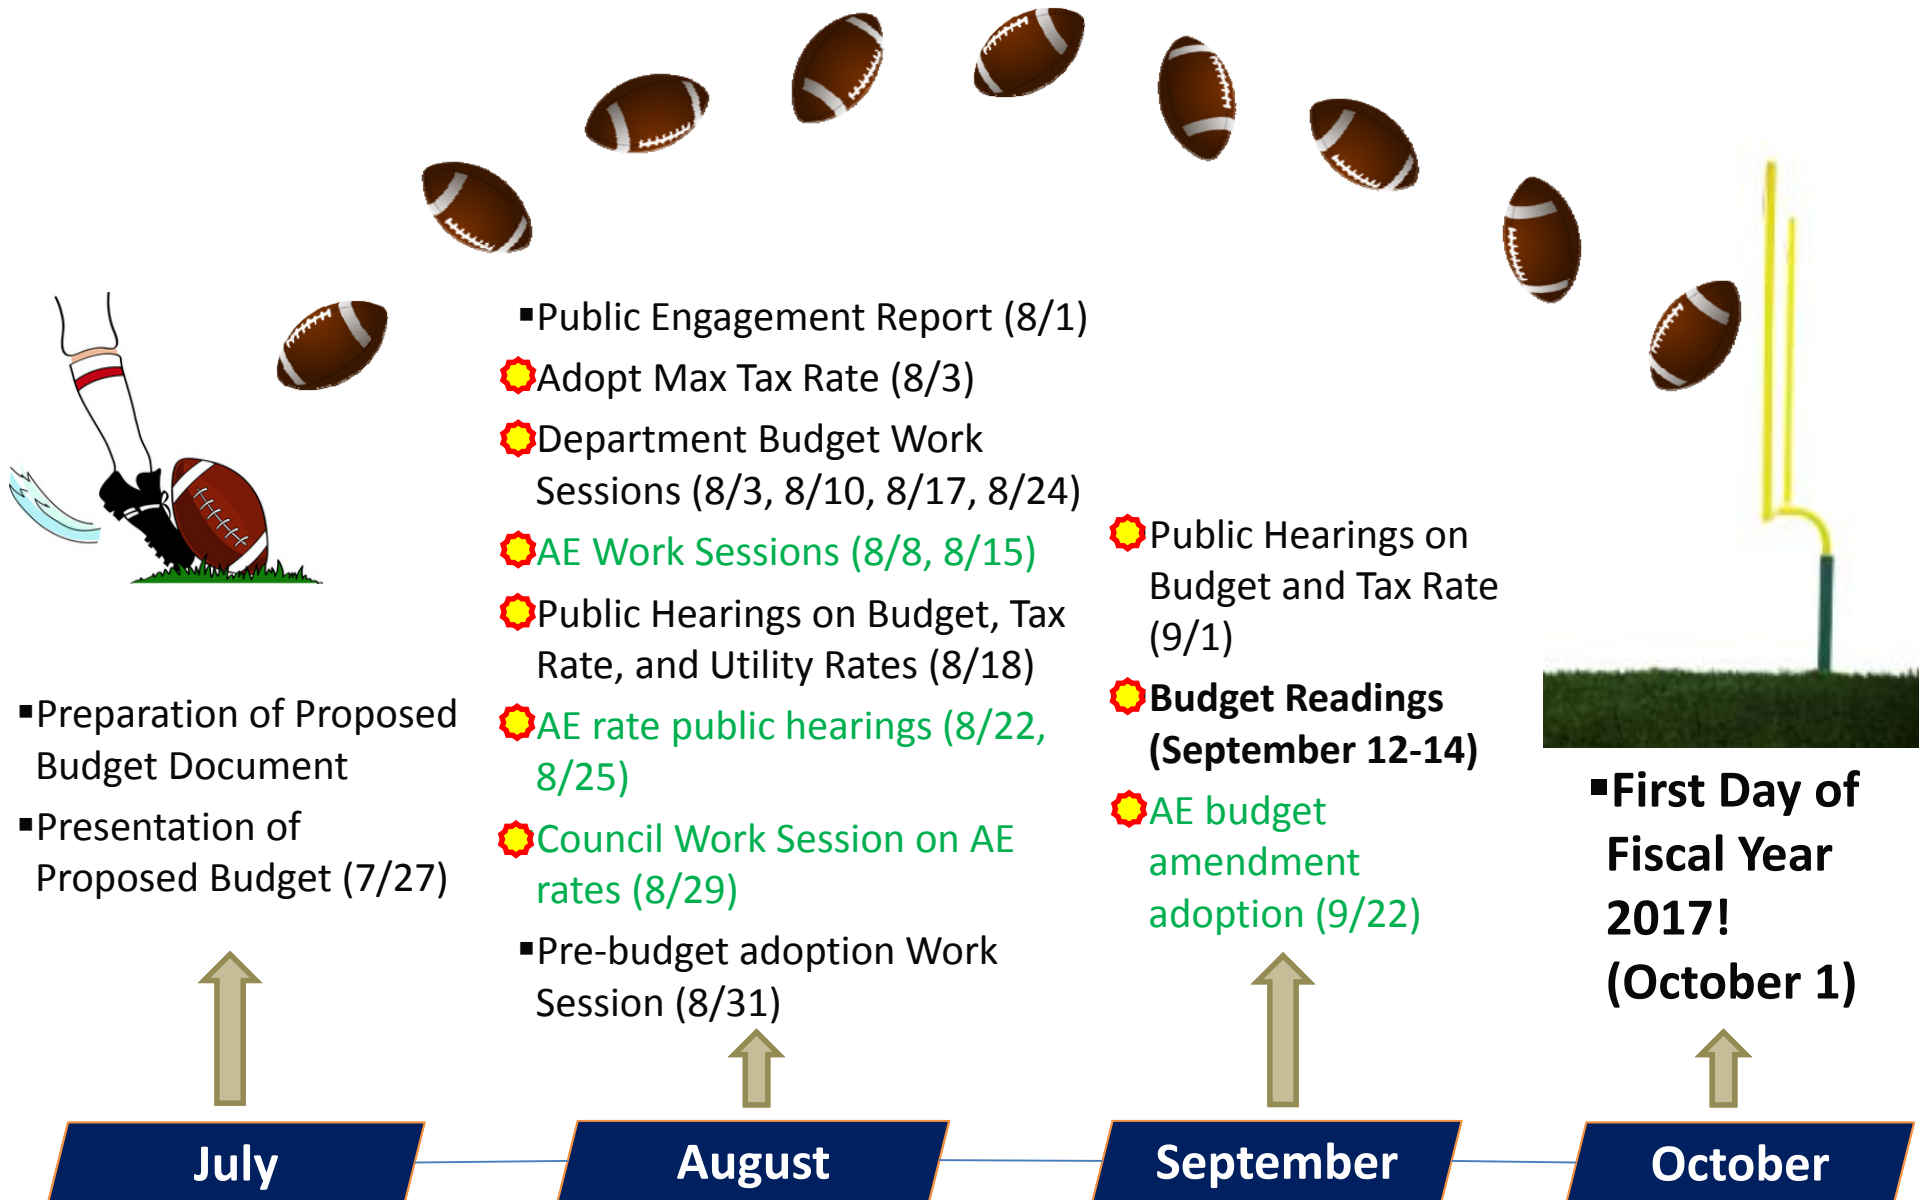 ▪Preparation of Proposed
Budget Document
▪Presentation of
Proposed Budget (7/27)
▪Public Engagement Report (8/1)
Adopt Max Tax Rate (8/3)
Department Budget Work
Sessions (8/3, 8/10, 8/17, 8/24)
AE Work Sessions (8/8, 8/15)
Public Hearings on Budget, Tax
Rate, and Utility Rates (8/18)
AE rate public hearings (8/22,
8/25)
Council Work Session on AE
rates (8/29)
▪Pre-budget adoption Work
Session (8/31)
Public Hearings on
Budget and Tax Rate
(9/1)
Budget Readings
(September 12-14)
AE budget
amendment
adoption (9/22)
▪First Day of
Fiscal Year
2017!
(October 1)
July
August
September
October